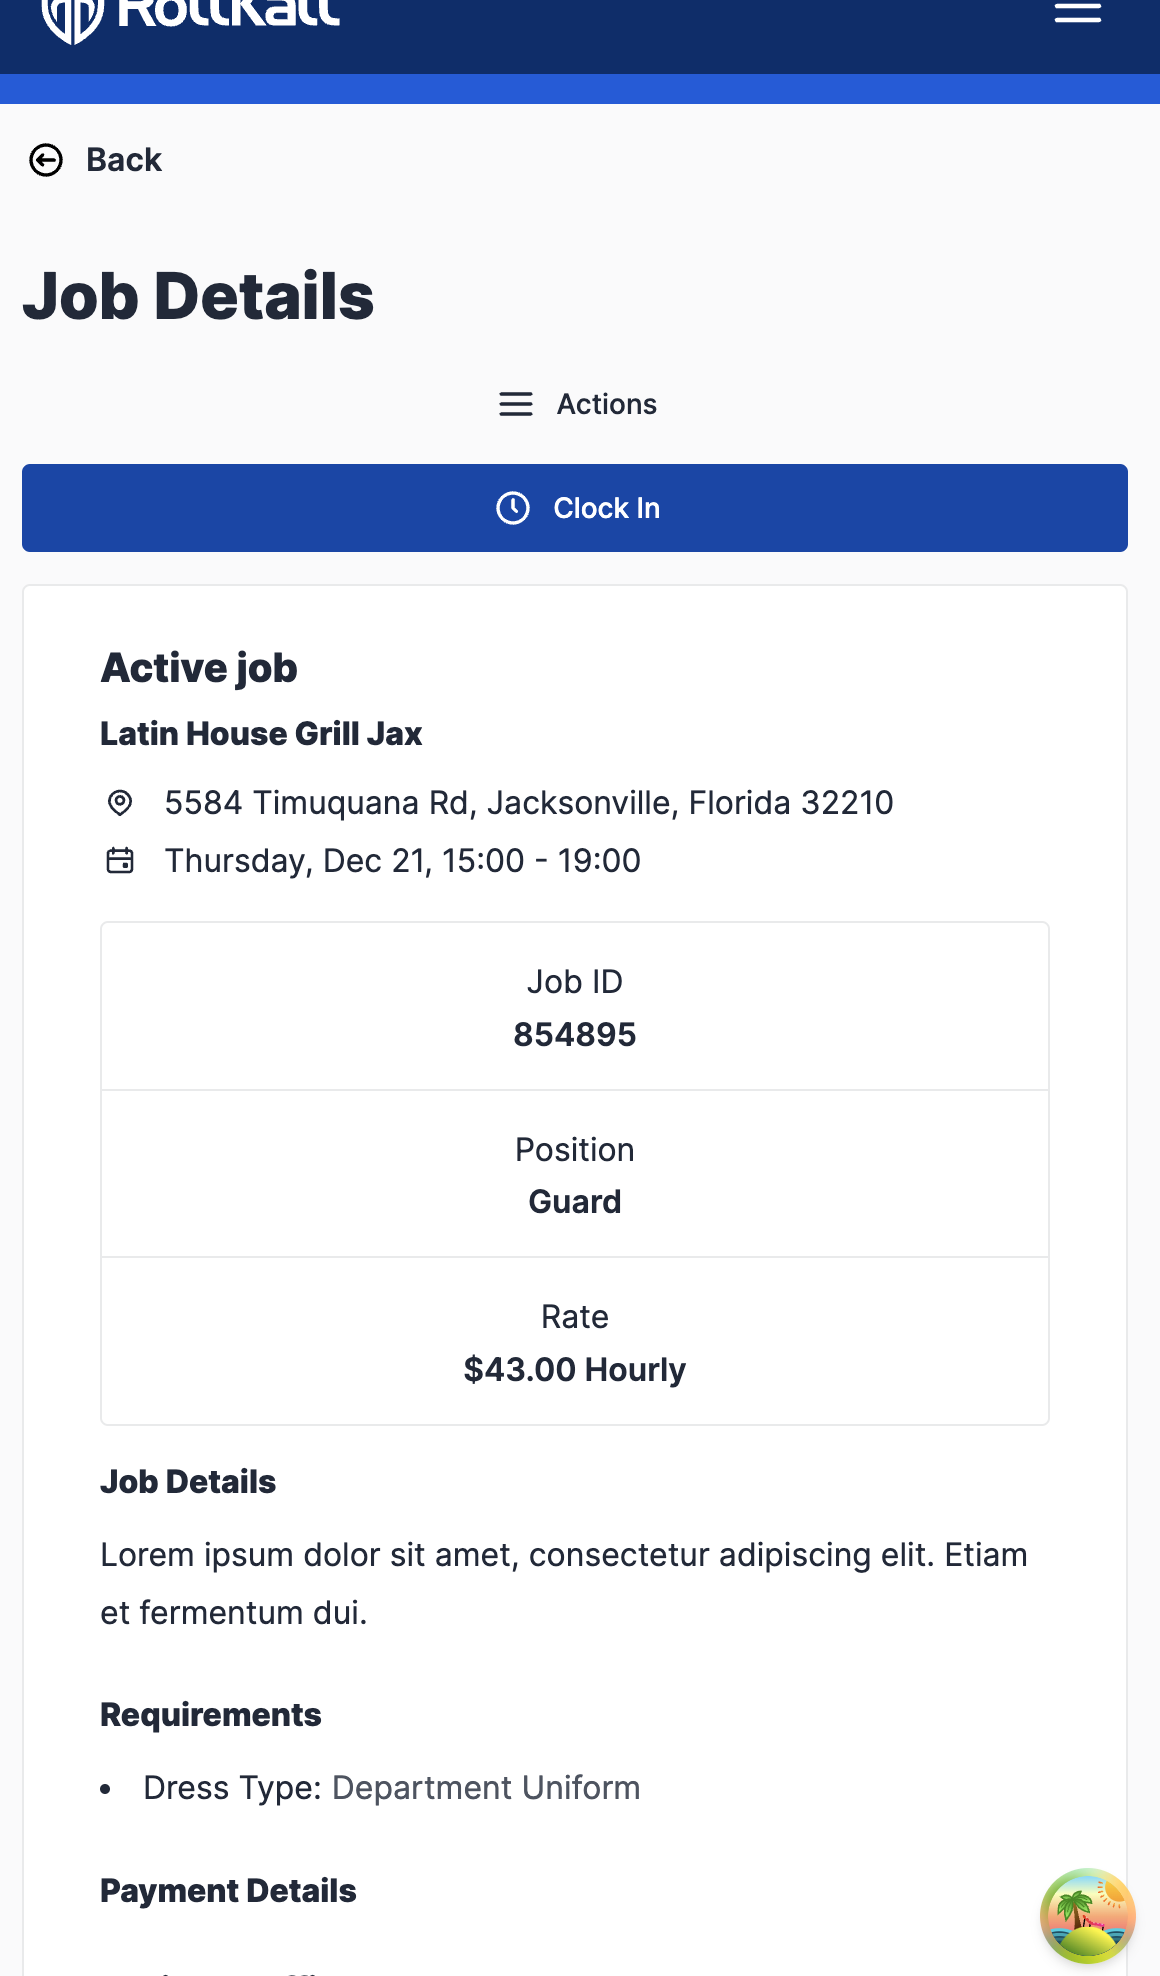 RollKall
Back
Job Details
Actions
Clock In
Active job
Latin House Grill Jax
5584 Timuquana Rd, Jacksonville, Florida 32210
Thursday, Dec 21, 15:00 - 19:00
Job ID
854895
Position
Guard
Rate
$43.00 Hourly
Job Details
Lorem ipsum dolor sit amet, consectetur adipiscing elit. Etiam
et fermentum dui.
Requirements
• Dress Type: Department Uniform
Payment Details